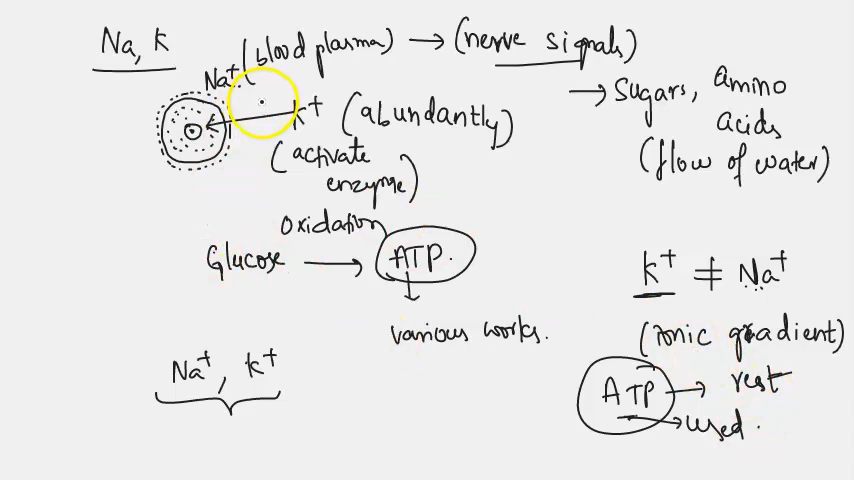 Na, K
Na⁺ (blood plasma) → (nerve signals)
→ Sugars, amino
acids
(flow of water)
K⁺ (abundantly)
(activate
enzyme)
Oxidation
Glucose → ATP.
various works.
K⁺ ≠ Na⁺
(ionic gradient)
ATP → rest
→ used.
Na⁺, K⁺